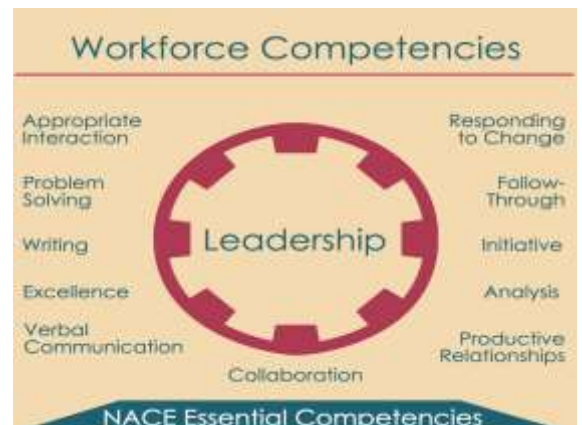 Workforce Competencies
Appropriate
Interaction
Problem
Solving
Writing
Excellence
Verbal
Communication
Leadership
Collaboration
Responding
to Change
Follow-
Through
Initiative
Analysis
Productive
Relationships
NACE Essential Competencies